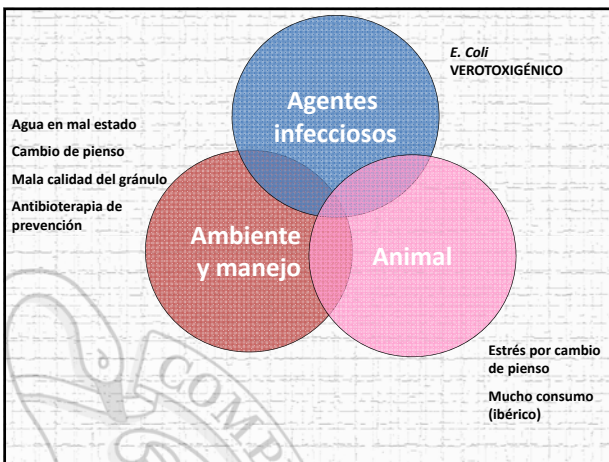 E. Coli
VEROTOXIGÉNICO
Agentes
infecciosos
Agua en mal estado
Cambio de pienso
Mala calidad del gránulo
Antibioterapia de
prevención
Ambiente
y manejo
Animal
Estrés por cambio
de pienso
Mucho consumo
(ibérico)
COMP